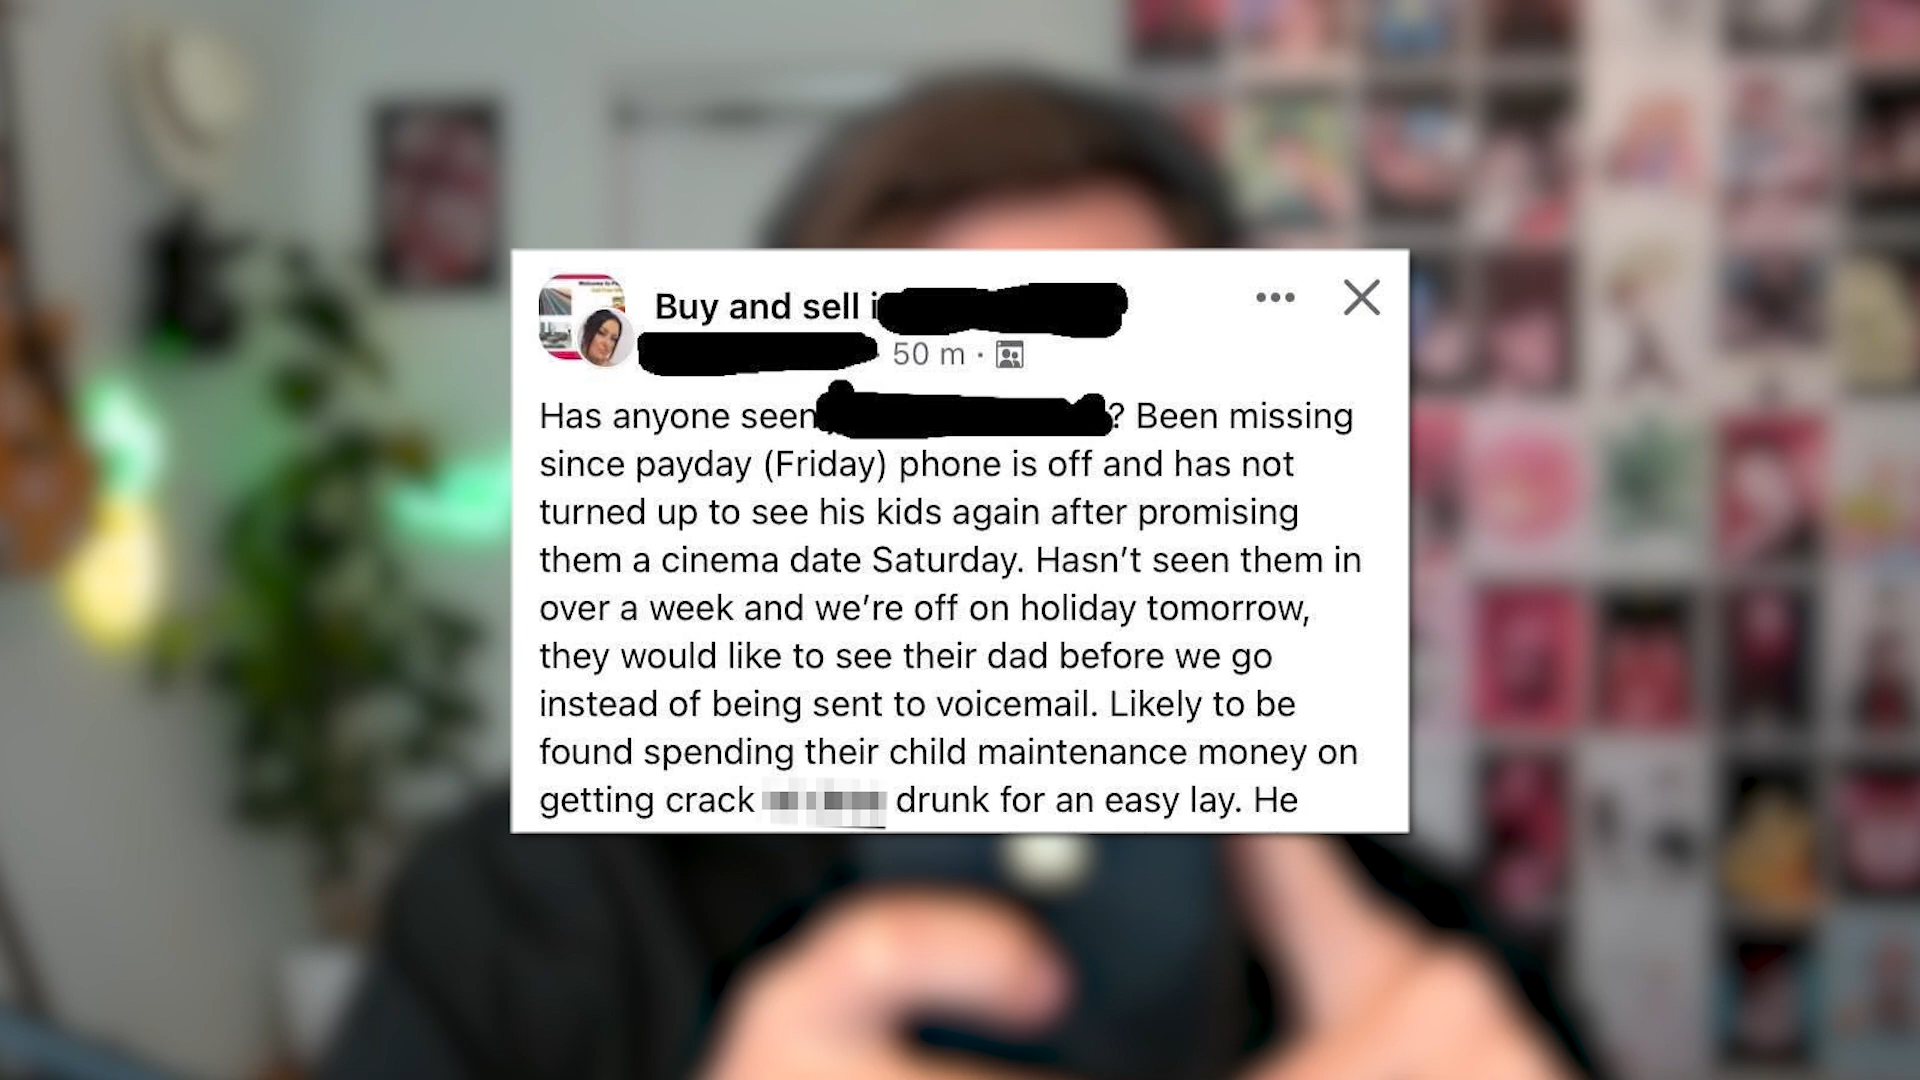 Buy and sell i
50 m ·
Has anyone seen ? Been missing
since payday (Friday) phone is off and has not
turned up to see his kids again after promising
them a cinema date Saturday. Hasn’t seen them in
over a week and we’re off on holiday tomorrow,
they would like to see their dad before we go
instead of being sent to voicemail. Likely to be
found spending their child maintenance money on
getting crack drunk for an easy lay. He